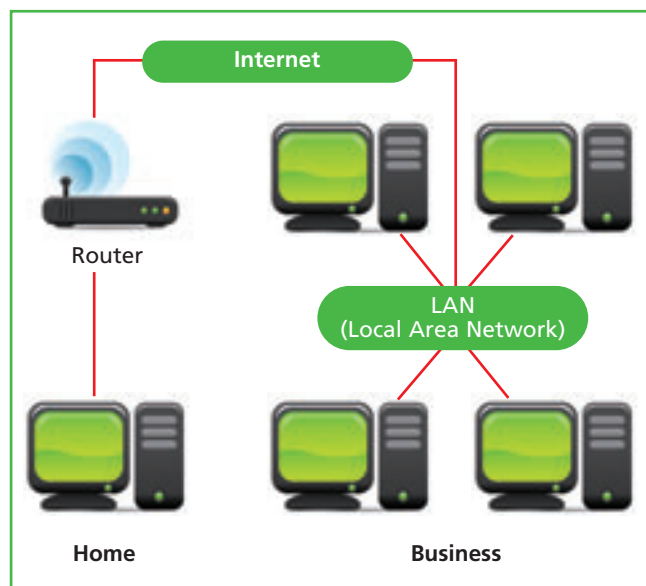 Internet
Router
LAN
(Local Area Network)
Home
Business